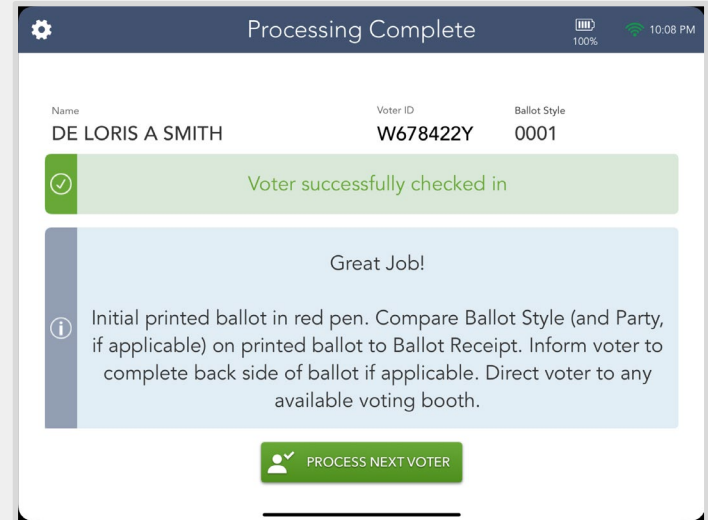 Processing Complete
100%
10:08 PM
Name
Voter ID
Ballot Style
DE LORIS A SMITH
W678422Y
0001
Voter successfully checked in
Great Job!
Initial printed ballot in red pen. Compare Ballot Style (and Party,
if applicable) on printed ballot to Ballot Receipt. Inform voter to
complete back side of ballot if applicable. Direct voter to any
available voting booth.
PROCESS NEXT VOTER